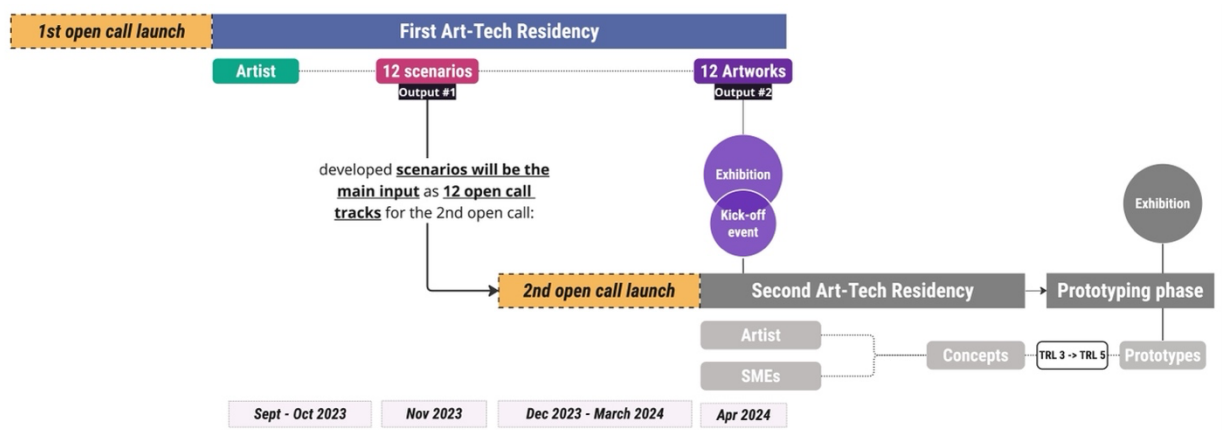 1st open call launch
First Art-Tech Residency
Artist
12 scenarios
12 Artworks
Output #1
Output #2
developed scenarios will be the
main input as 12 open call
tracks for the 2nd open call:
Exhibition
Kick-off
event
Exhibition
2nd open call launch
Second Art-Tech Residency
Prototyping phase
Artist
SMEs
Concepts
TRL 3 -> TRL 5
Prototypes
Sept - Oct 2023
Nov 2023
Dec 2023 - March 2024
Apr 2024